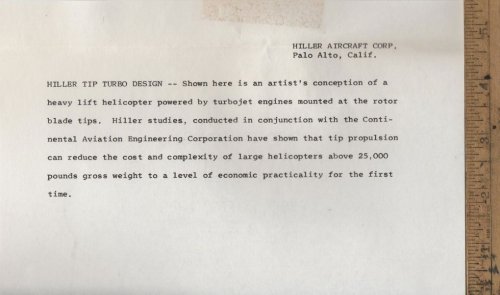 HILLER AIRCRAFT CORP.
Palo Alto, Calif.
HILLER TIP TURBO DESIGN -- Shown here is an artist's conception of a
heavy lift helicopter powered by turbojet engines mounted at the rotor
blade tips. Hiller studies, conducted in conjunction with the Conti-
nental Aviation Engineering Corporation have shown that tip propulsion
can reduce the cost and complexity of large helicopters above 25,000
pounds gross weight to a level of economic practicality for the first
time.